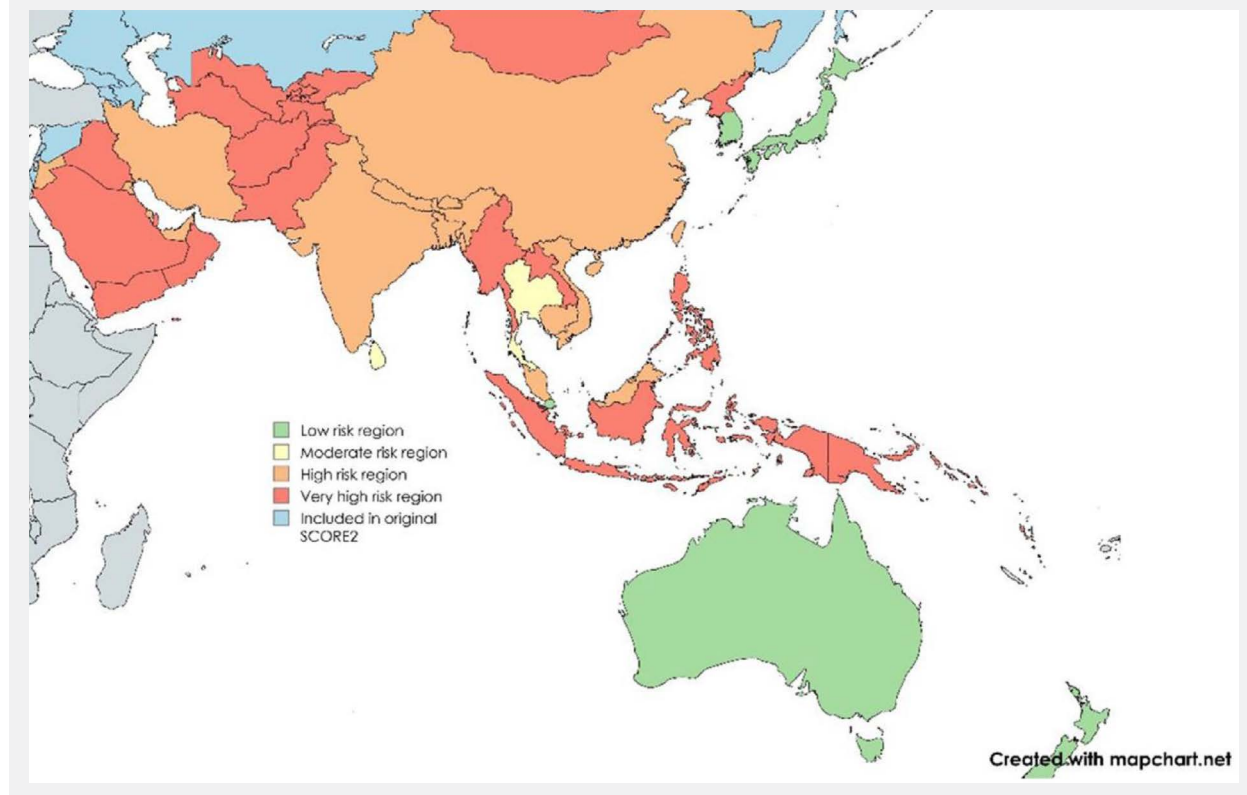 Low risk region
Moderate risk region
High risk region
Very high risk region
Included in original
SCORE2
Created with mapchart.net